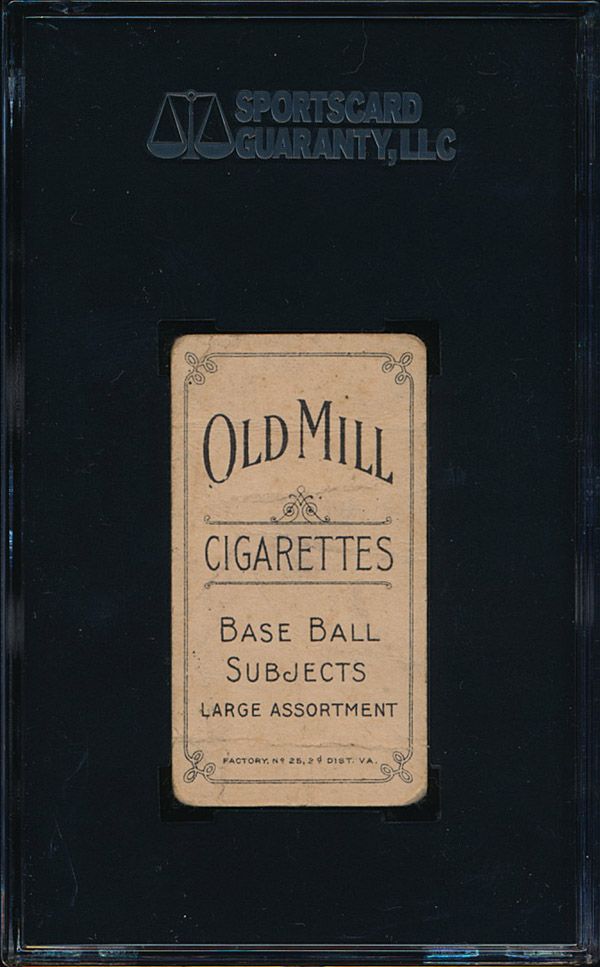 SPORTSCARD
GUARANTY, LLC
OLD MILL
CIGARETTES
BASE BALL
SUBJECTS
LARGE ASSORTMENT
FACTORY, Nº 25, 2ᵈ DIST. VA.